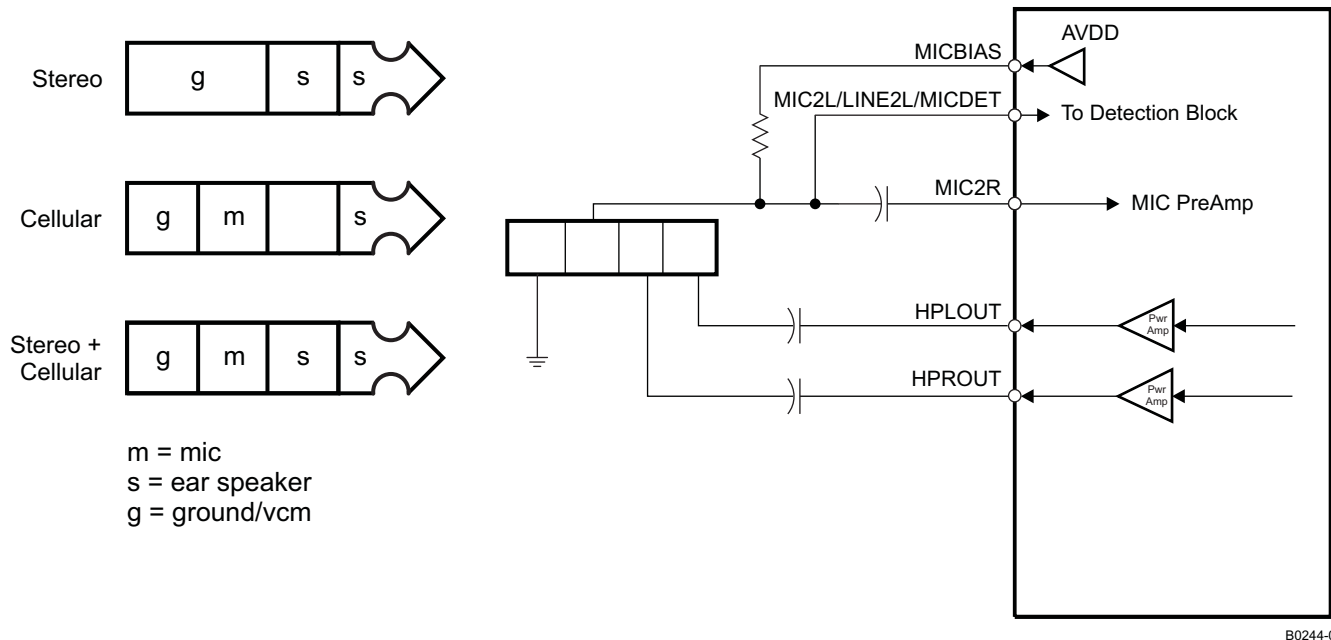 Stereo
g s s
Cellular
g m s
Stereo +
Cellular
g m s s
m = mic
s = ear speaker
g = ground/vcm
AVDD
MICBIAS
MIC2L/LINE2L/MICDET
To Detection Block
MIC2R
MIC PreAmp
HPLOUT
Pwr
Amp
HPROUT
Pwr
Amp